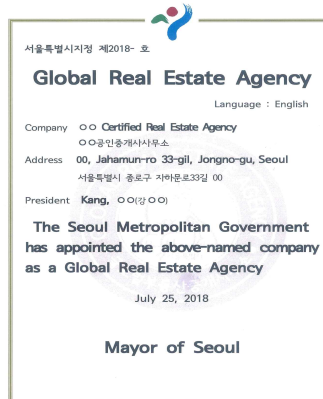 서울특별시지정 제2018- 호
Global Real Estate Agency
Language : English
Company ○○ Certified Real Estate Agency
○○공인중개사사무소
Address 00, Jahamun-ro 33-gil, Jongno-gu, Seoul
서울특별시 종로구 자하문로33길 00
President Kang, ○○(강○○)
The Seoul Metropolitan Government
has appointed the above-named company
as a Global Real Estate Agency
July 25, 2018
Mayor of Seoul